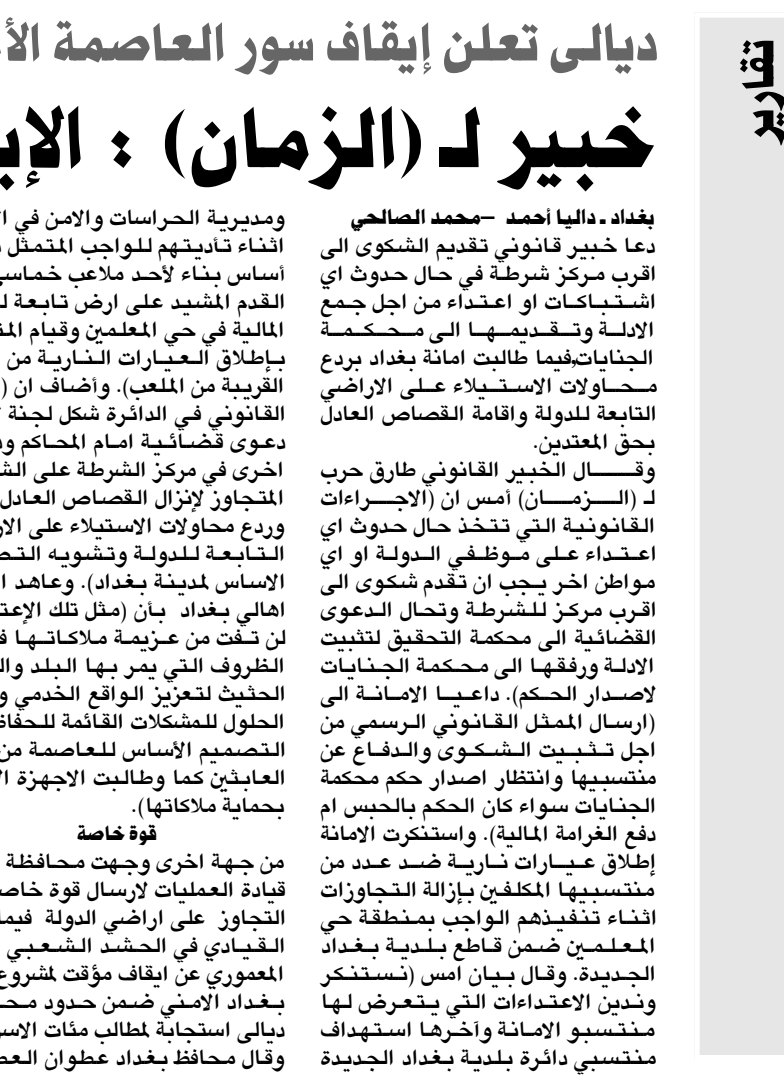 تقارير
ديالى تعلن إيقاف سور العاصمة
خبير لـ (الزمان) :
بغداد - داليا أحمد –محمد الصالحي
دعا خبير قانوني تقديم الشكوى الى
اقرب مركز شرطة في حال حدوث اي
اشتباكات او اعتداء من اجل جمع
الادلة وتقديمها الى محكمة
الجنايات,فيما طالبت امانة بغداد بردع
محاولات الاستيلاء على الاراضي
التابعة للدولة واقامة القصاص العادل
بحق المعتدين.
وقال الخبير القانوني طارق حرب
لـ (الزمان) أمس ان (الاجراءات
القانونية التي تتخذ حال حدوث اي
اعتداء على موظفي الدولة او اي
مواطن اخر يجب ان تقدم شكوى الى
اقرب مركز للشرطة وتحال الدعوى
القضائية الى محكمة التحقيق لتثبيت
الادلة ورفقها الى محكمة الجنايات
لاصدار الحكم). داعيا الامانة الى
(ارسال الممثل القانوني الرسمي من
اجل تثبيت الشكوى والدفاع عن
منتسبيها وانتظار اصدار حكم محكمة
الجنايات سواء كان الحكم بالحبس ام
دفع الغرامة المالية). واستنكرت الامانة
إطلاق عيارات نارية ضد عدد من
منتسبيها المكلفين بإزالة التجاوزات
اثناء تنفيذهم الواجب بمنطقة حي
المعلمين ضمن قاطع بلدية بغداد
الجديدة. وقال بيان امس (نستنكر
وندين الاعتداءات التي يتعرض لها
منتسبو الامانة وآخرها استهداف
منتسبي دائرة بلدية بغداد الجديدة
ومديرية الحراسات والامن في
اثناء تأديتهم للواجب المتمثل
أساس بناء لأحد ملاعب خماسي
القدم المشيد على ارض تابعة
المالية في حي المعلمين وقيام
بإطلاق العيارات النارية من
القريبة من الملعب). وأضاف ان (
القانوني في الدائرة شكل لجنة
دعوى قضائية امام المحاكم
اخرى في مركز الشرطة على
المتجاوز لإنزال القصاص العادل
وردع محاولات الاستيلاء على
التابعة للدولة وتشويه
الاساس لمدينة بغداد). وعاهد
اهالي بغداد بأن (مثل تلك
لن تفت من عزيمة ملاكاتها
الظروف التي يمر بها البلد
الحثيث لتعزيز الواقع الخدمي
الحلول للمشكلات القائمة
التصميم الأساس للعاصمة من
العابثين كما وطالبت الاجهزة
بحماية ملاكاتها).
قوة خاصة
من جهة اخرى وجهت محافظة
قيادة العمليات لارسال قوة
التجاوز على اراضي الدولة فيما
القيادي في الحشد الشعبي
المعموري عن ايقاف مؤقت لمشروع
بغداد الامني ضمن حدود
ديالى استجابة لمطالب مئات
وقال محافظ بغداد عطوان